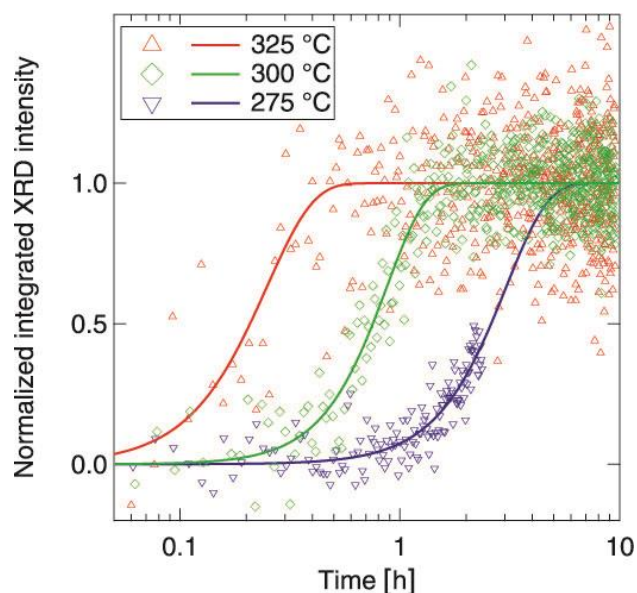 325 °C
300 °C
275 °C
Normalized integrated XRD intensity
1.0
0.5
0.0
0.1
1
10
Time [h]